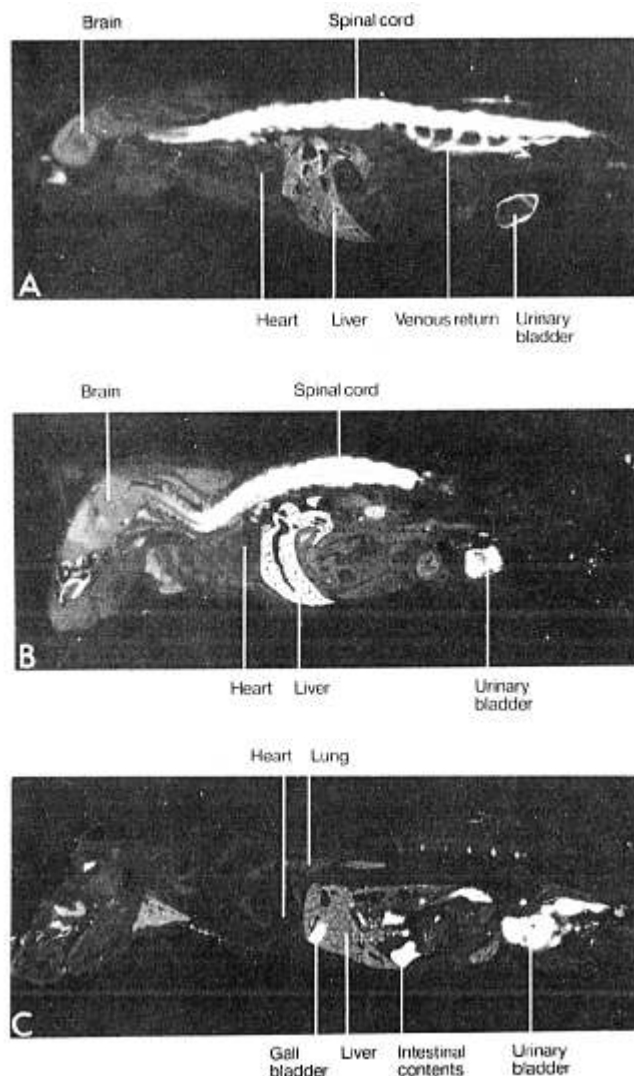 Brain Spinal cord
A
Heart Liver Venous return Urinary
bladder
Brain Spinal cord
B
Heart Liver Urinary
bladder
Heart Lung
C
Gall Liver Intestinal Urinary
bladder contents bladder